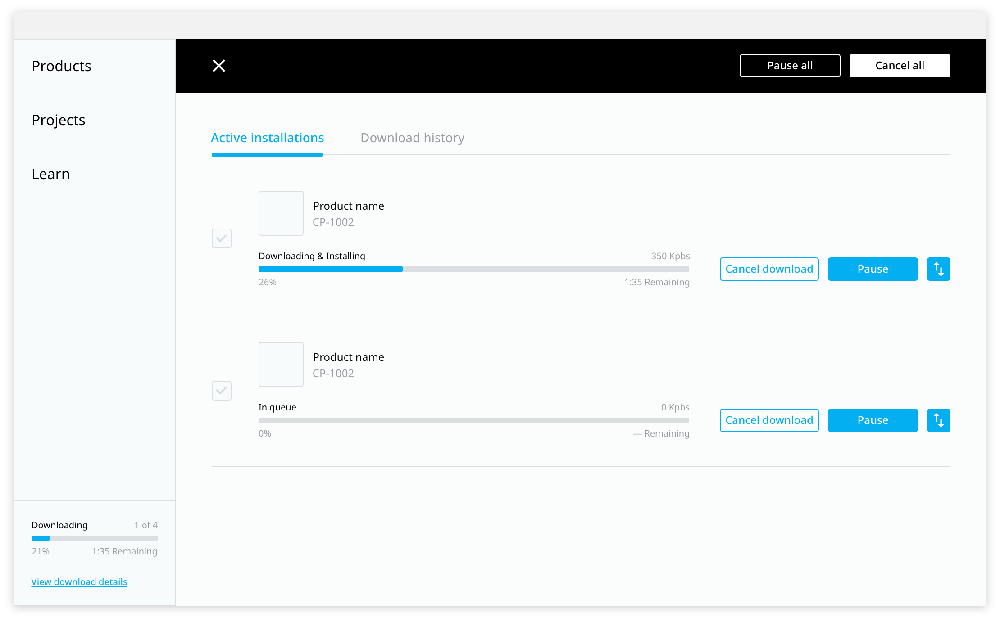 Products
Projects
Learn
Pause all
Cancel all
Active installations
Download history
Product name
CP-1002
Downloading & Installing
350 Kpbs
26%
1:35 Remaining
Cancel download
Pause
Product name
CP-1002
In queue
0 Kpbs
0%
— Remaining
Cancel download
Pause
Downloading
1 of 4
21%
1:35 Remaining
View download details